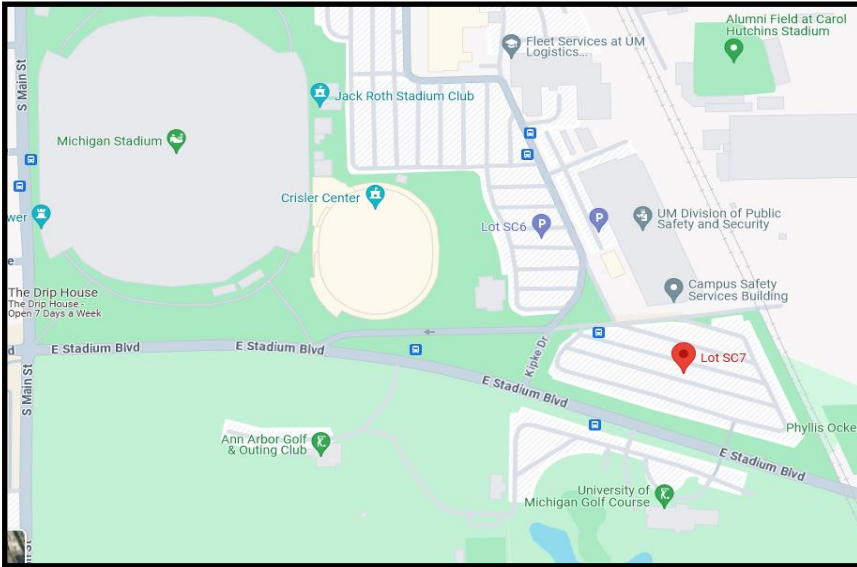 Alumni Field at Carol
Hutchins Stadium
Fleet Services at UM
Logistics...
S Main St
Jack Roth Stadium Club
Michigan Stadium
Crisler Center
wer
Lot SC6
P
P
UM Division of Public
Safety and Security
e
The Drip House
The Drip House -
Open 7 Days a Week
Campus Safety
Services Building
d
E Stadium Blvd
E Stadium Blvd
Kipke Dr
Lot SC7
S Main St
E Stadium Blvd
Phyllis Ocke
Ann Arbor Golf
& Outing Club
E Stadium Blvd
University of
Michigan Golf Course
St